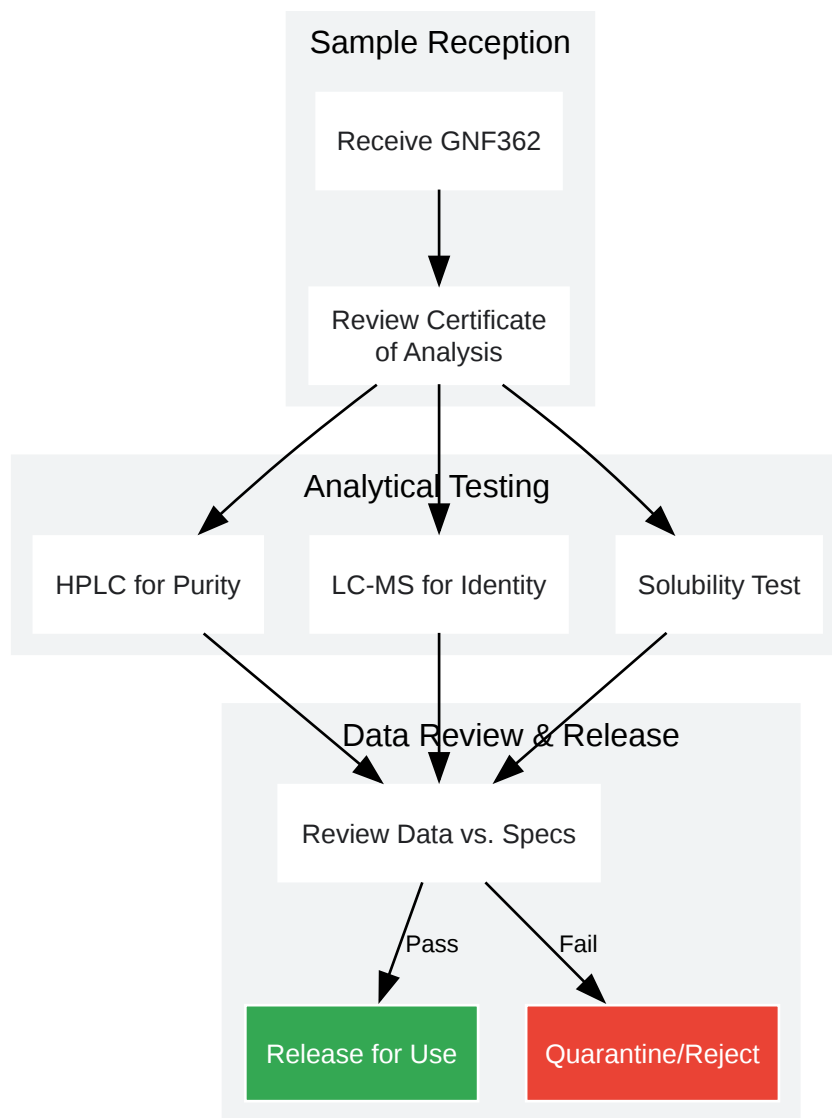 Sample Reception
Receive GNF362
Review Certificate
of Analysis
Analytical Testing
HPLC for Purity
LC-MS for Identity
Solubility Test
Data Review & Release
Review Data vs. Specs
Pass
Fail
Release for Use
Quarantine/Reject